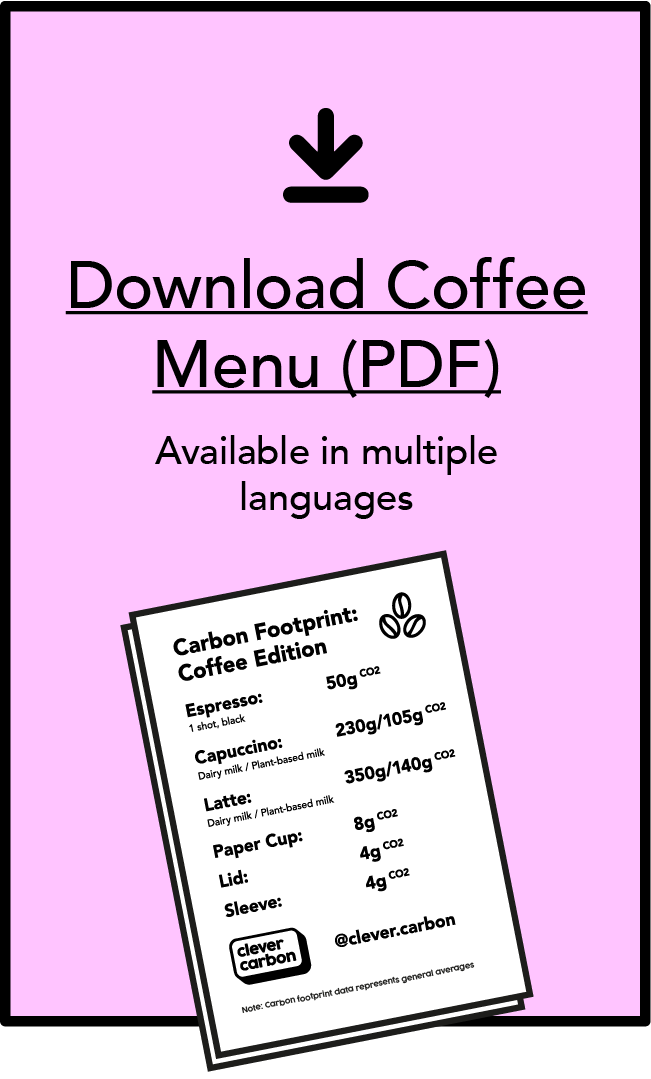 Download Coffee
Menu (PDF)
Available in multiple
languages
Carbon Footprint:
Coffee Edition
Espresso: 50g CO2
1 shot, black
Capuccino: 230g/105g CO2
Dairy milk / Plant-based milk
Latte: 350g/140g CO2
Dairy milk / Plant-based milk
Paper Cup: 8g CO2
Lid: 4g CO2
Sleeve: 4g CO2
clever
carbon
@clever.carbon
Note: Carbon footprint data represents general averages